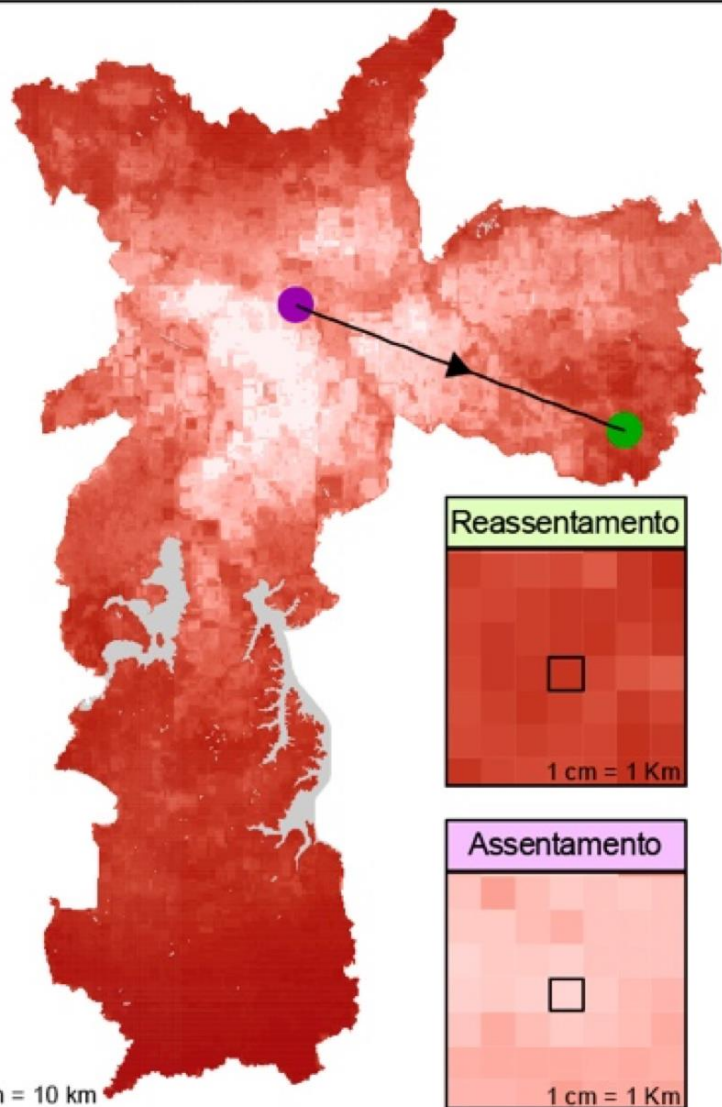 Reassentamento
1 cm = 1 Km
Assentamento
= 10 km
1 cm = 1 Km